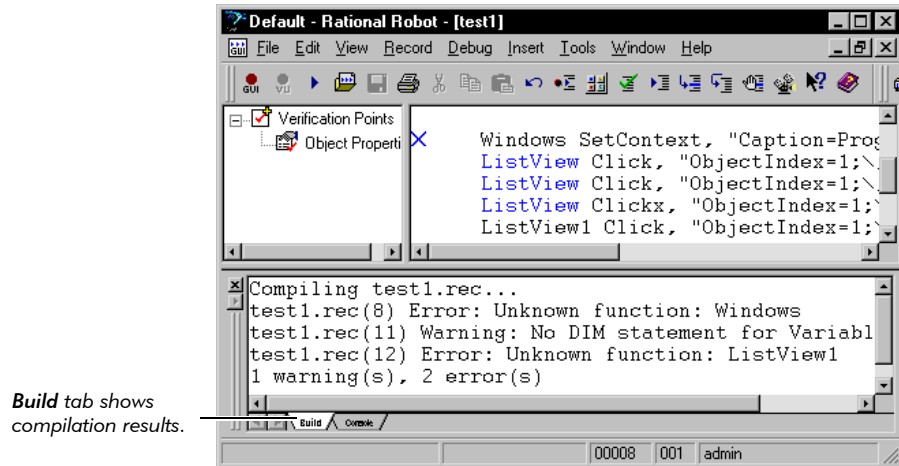 Default - Rational Robot - [test1]
GUI File Edit View Record Debug Insert Tools Window Help
GUI VU
Verification Points
Object Properti
Windows SetContext, "Caption=Prog
ListView Click, "ObjectIndex=1;\
ListView Click, "ObjectIndex=1;\
ListView Clickx, "ObjectIndex=1;\
ListView1 Click, "ObjectIndex=1;\
Compiling test1.rec...
test1.rec(8) Error: Unknown function: Windows
test1.rec(11) Warning: No DIM statement for Variabl
test1.rec(12) Error: Unknown function: ListView1
1 warning(s), 2 error(s)
Build Console
Build tab shows
compilation results.
00008 001 admin